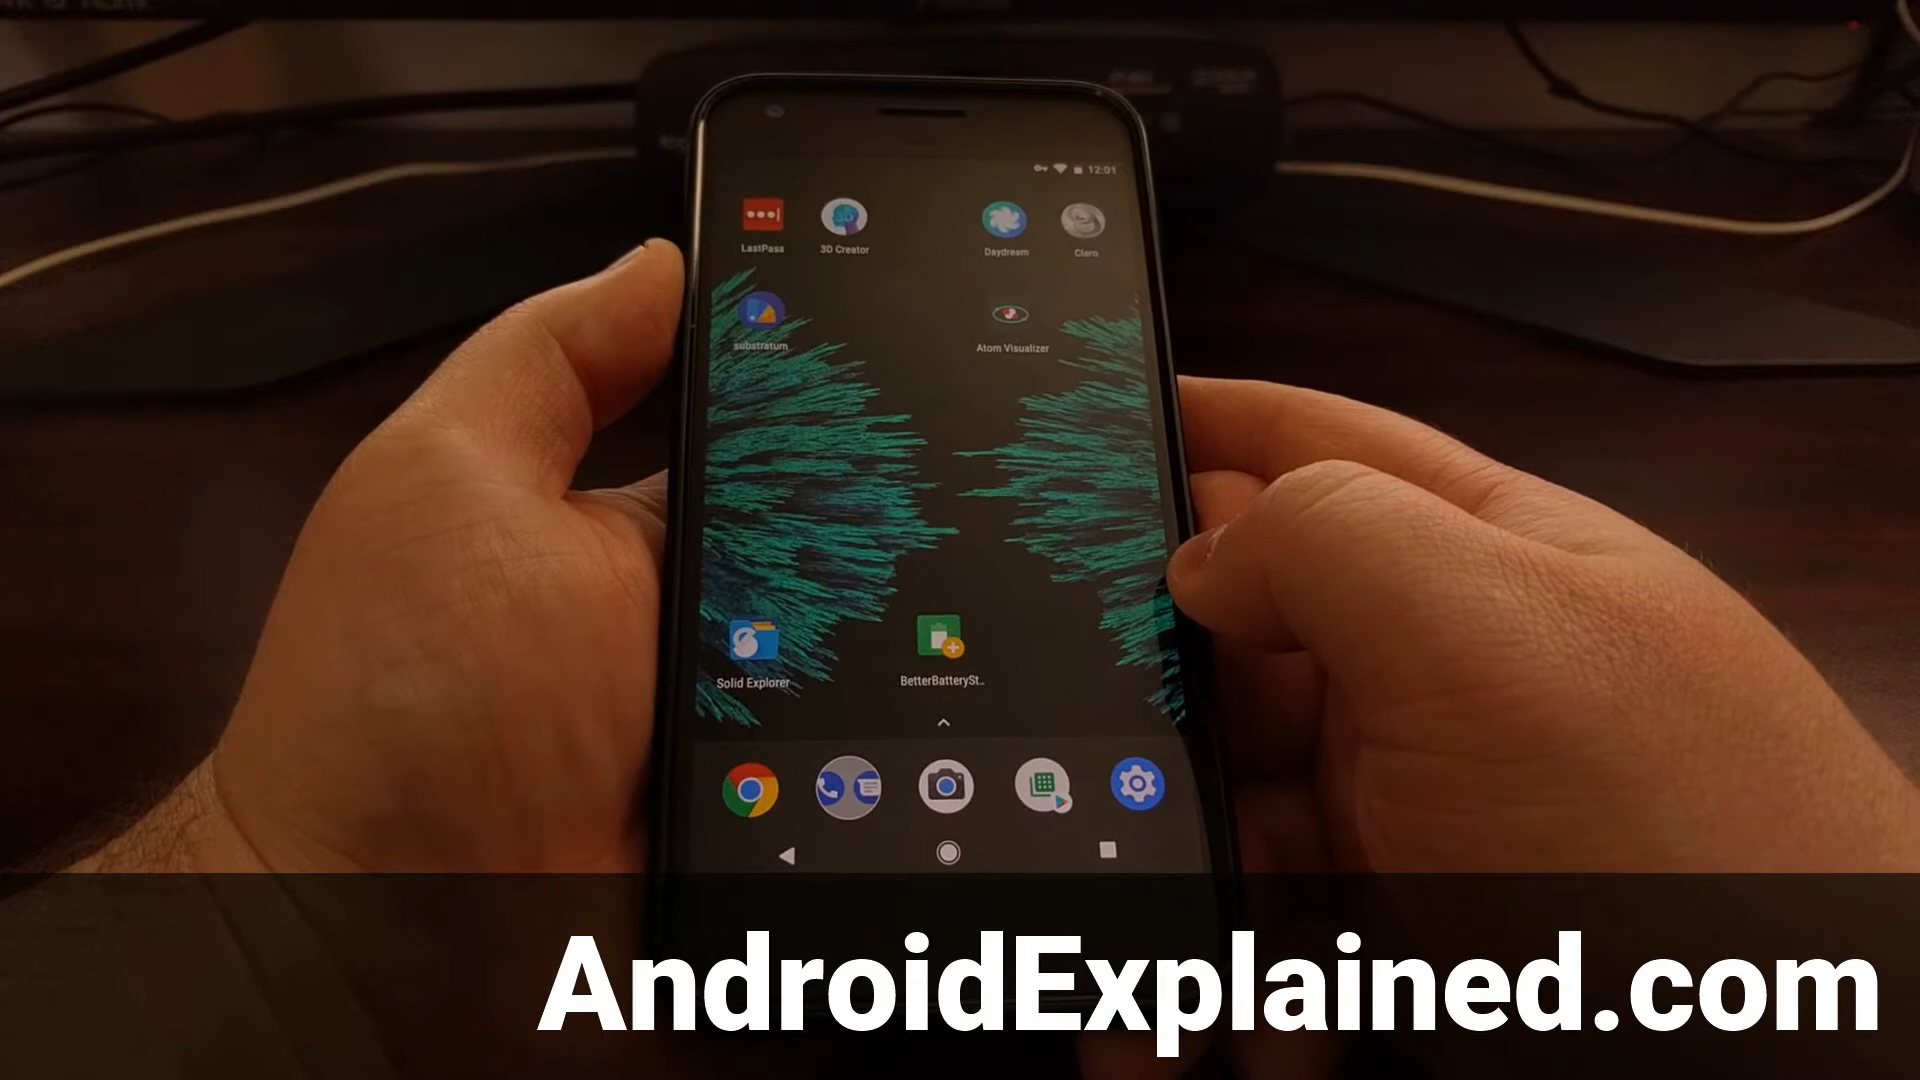 12:01
LastPass
3D Creator
Daydream
Claro
substratum
Atom Visualizer
Solid Explorer
BetterBatterySt..
AndroidExplained.com